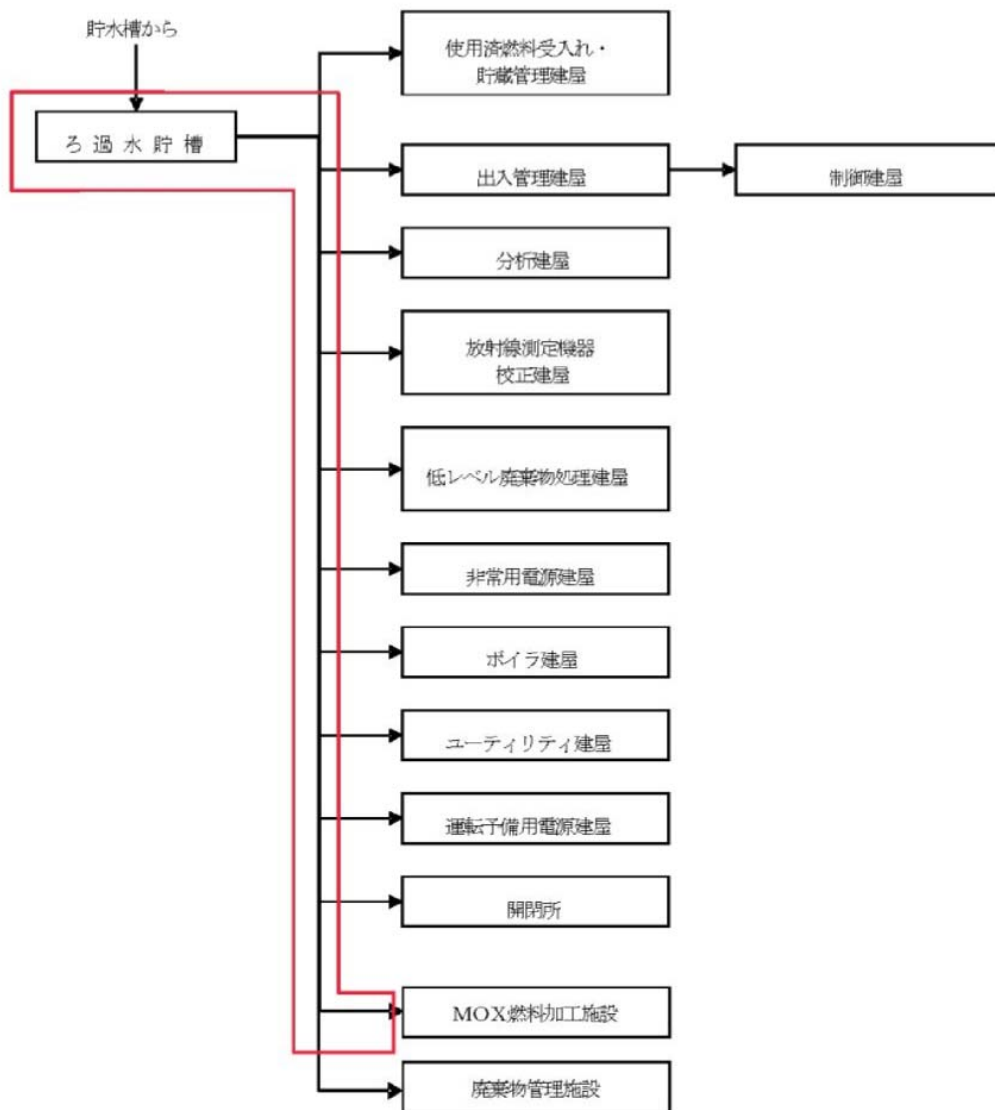 貯水槽から
ろ 過 水 貯 槽
使用済燃料受入れ・
貯蔵管理建屋
出入管理建屋
制御建屋
分析建屋
放射線測定機器
校正建屋
低レベル廃棄物処理建屋
非常用電源建屋
ボイラ建屋
ユーティリティ建屋
運転予備用電源建屋
開閉所
MOX燃料加工施設
廃棄物管理施設